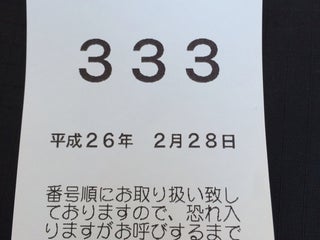 ３３３
平成２６年　２月２８日
番号順にお取り扱い致し
ておりますので、恐れ入
りますがお呼びするまで